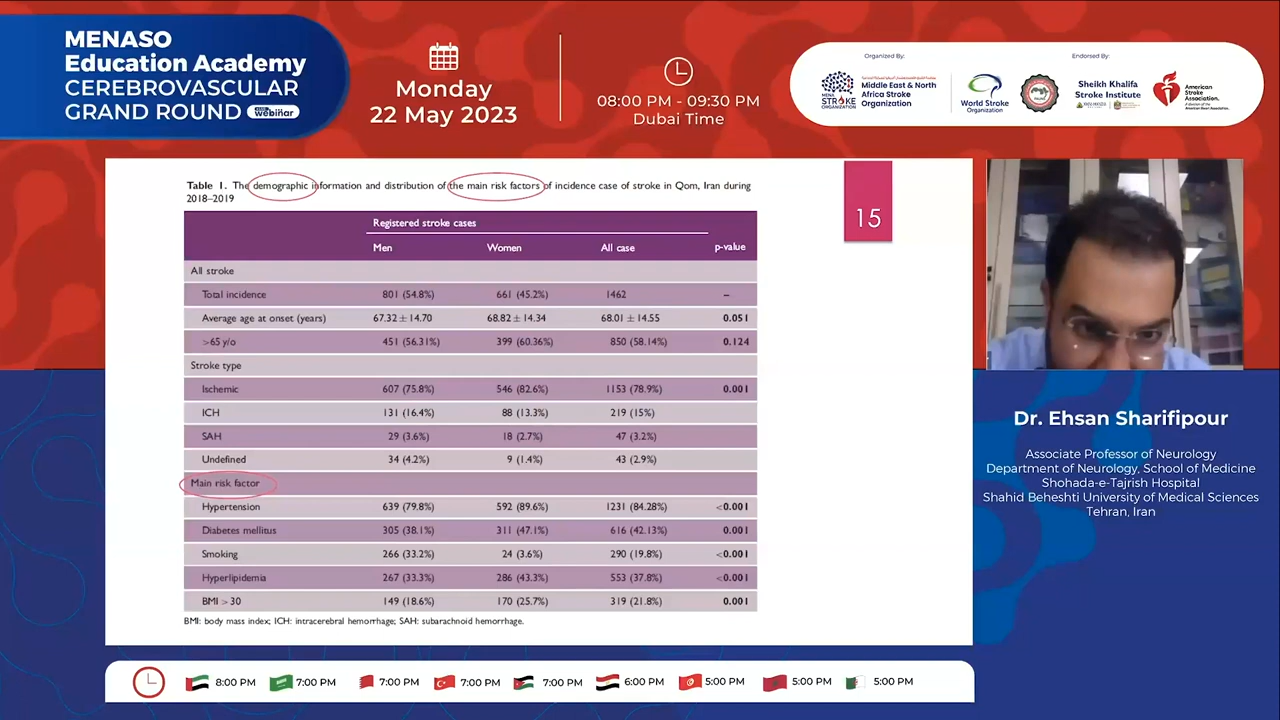 MENASO
Education Academy
CEREBROVASCULAR
GRAND ROUND webinar
Monday
22 May 2023
08:00 PM - 09:30 PM
Dubai Time
Organized By:
Endorsed By:
MENA
STROKE
ORGANIZATION
Middle East & North
Africa Stroke
Organization
World Stroke
Organization
Sheikh Khalifa
Stroke Institute
American
Stroke
Association.
Table 1. The demographic information and distribution of the main risk factors of incidence case of stroke in Qom, Iran during
2018–2019
15
Registered stroke cases
Men Women All case p-value
All stroke
Total incidence 801 (54.8%) 661 (45.2%) 1462 –
Average age at onset (years) 67.32 ± 14.70 68.82 ± 14.34 68.01 ± 14.55 0.051
>65 y/o 451 (56.31%) 399 (60.36%) 850 (58.14%) 0.124
Stroke type
Ischemic 607 (75.8%) 546 (82.6%) 1153 (78.9%) 0.001
ICH 131 (16.4%) 88 (13.3%) 219 (15%)
SAH 29 (3.6%) 18 (2.7%) 47 (3.2%)
Undefined 34 (4.2%) 9 (1.4%) 43 (2.9%)
Main risk factor
Hypertension 639 (79.8%) 592 (89.6%) 1231 (84.28%) <0.001
Diabetes mellitus 305 (38.1%) 311 (47.1%) 616 (42.13%) 0.001
Smoking 266 (33.2%) 24 (3.6%) 290 (19.8%) <0.001
Hyperlipidemia 267 (33.3%) 286 (43.3%) 553 (37.8%) <0.001
BMI > 30 149 (18.6%) 170 (25.7%) 319 (21.8%) 0.001
BMI: body mass index; ICH: intracerebral hemorrhage; SAH: subarachnoid hemorrhage.
Dr. Ehsan Sharifipour
Associate Professor of Neurology
Department of Neurology, School of Medicine
Shohada-e-Tajrish Hospital
Shahid Beheshti University of Medical Sciences
Tehran, Iran
8:00 PM 7:00 PM 7:00 PM 7:00 PM 7:00 PM 6:00 PM 5:00 PM 5:00 PM 5:00 PM